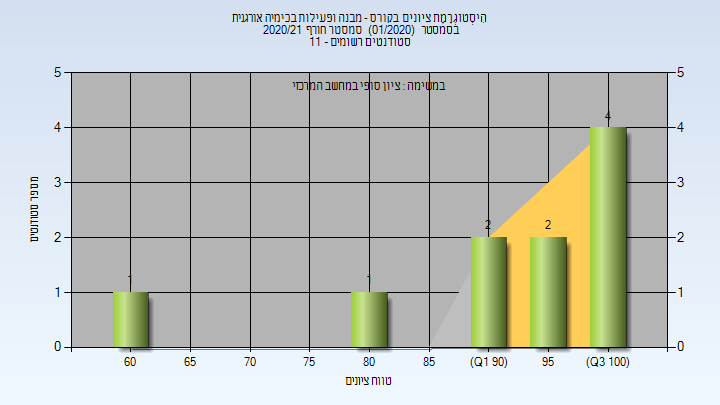 היסטוגרמת ציונים בקורס - מבנה ופעילות בכימיה אורגנית
בסמסטר (01/2020) סמסטר חורף 2020/21
סטודנטים רשומים - 11
במשימה : ציון סופי במחשב המרכזי
5 5
4 4
3 3
2 2
1 1
0 0
1 1 2 2 4
מספר סטודנטים
60 65 70 75 80 85 (Q1 90) 95 (Q3 100)
טווח ציונים